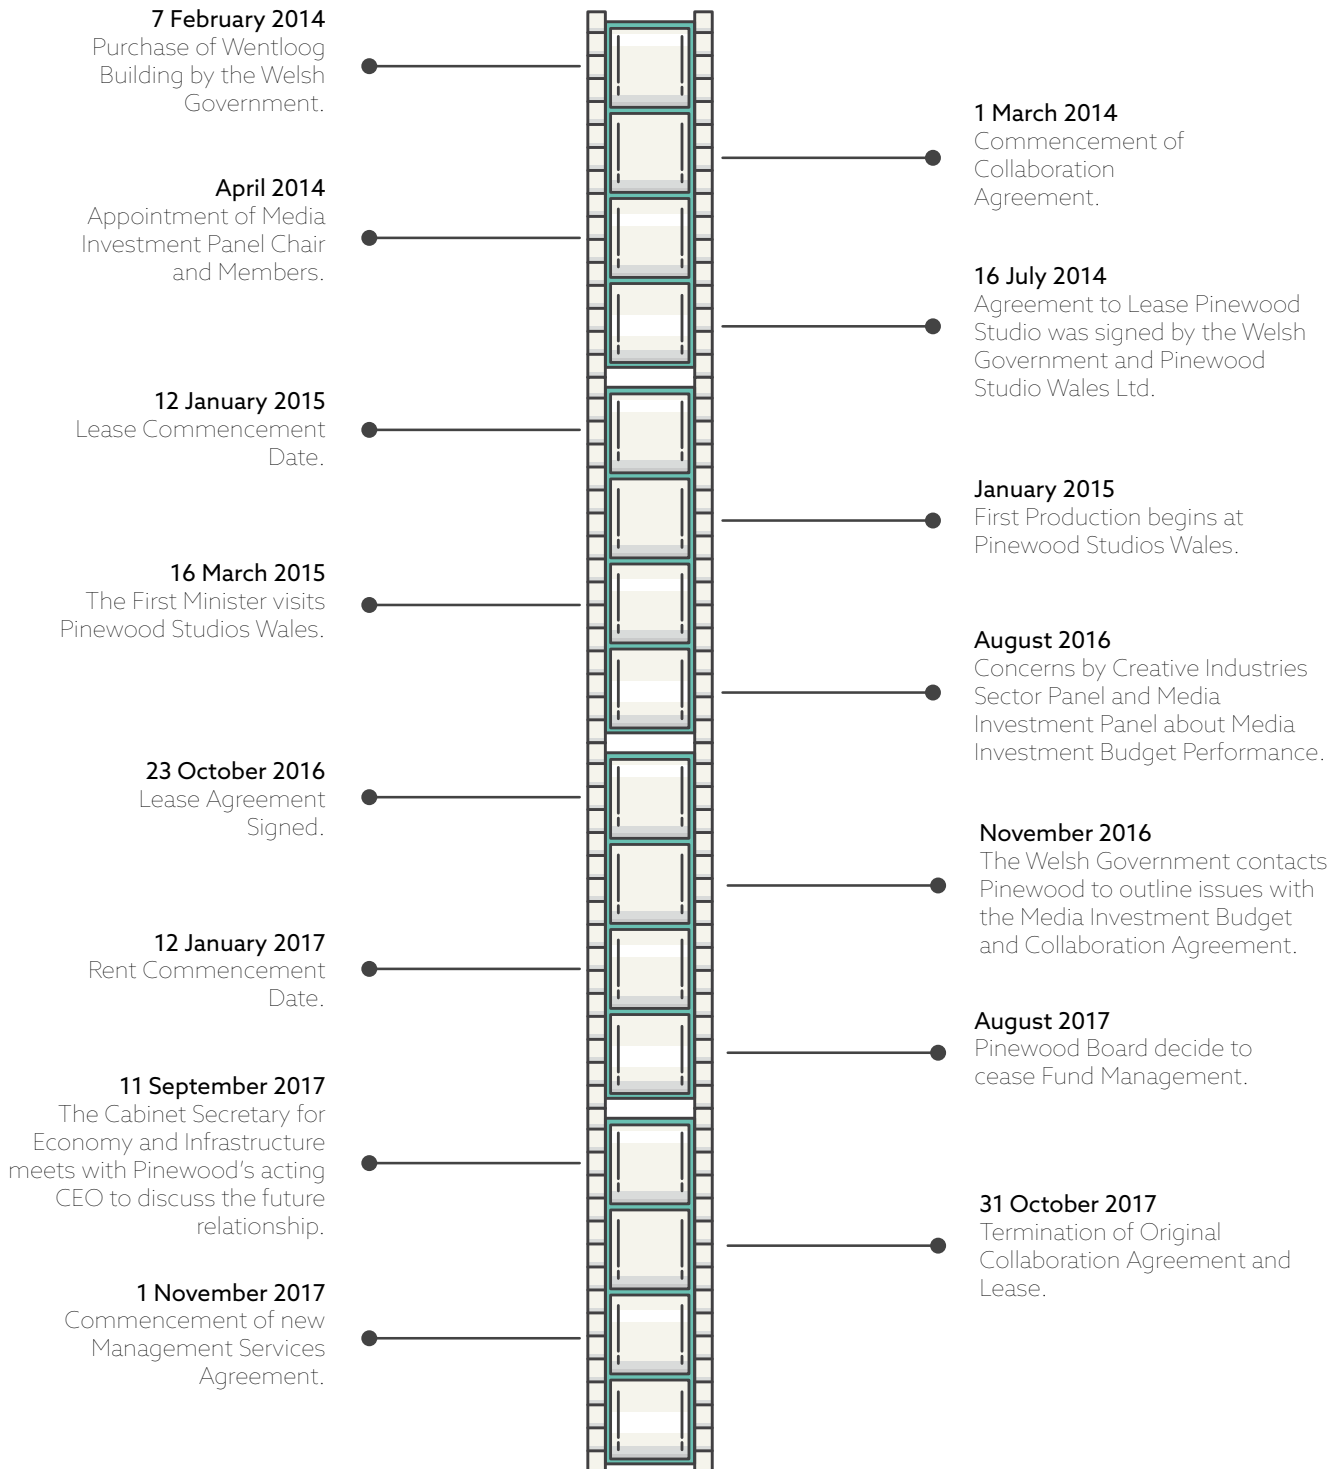 7 February 2014
Purchase of Wentloog
Building by the Welsh
Government.
1 March 2014
Commencement of
Collaboration
Agreement.
April 2014
Appointment of Media
Investment Panel Chair
and Members.
16 July 2014
Agreement to Lease Pinewood
Studio was signed by the Welsh
Government and Pinewood
Studio Wales Ltd.
12 January 2015
Lease Commencement
Date.
January 2015
First Production begins at
Pinewood Studios Wales.
16 March 2015
The First Minister visits
Pinewood Studios Wales.
August 2016
Concerns by Creative Industries
Sector Panel and Media
Investment Panel about Media
Investment Budget Performance.
23 October 2016
Lease Agreement
Signed.
November 2016
The Welsh Government contacts
Pinewood to outline issues with
the Media Investment Budget
and Collaboration Agreement.
12 January 2017
Rent Commencement
Date.
August 2017
Pinewood Board decide to
cease Fund Management.
11 September 2017
The Cabinet Secretary for
Economy and Infrastructure
meets with Pinewood's acting
CEO to discuss the future
relationship.
31 October 2017
Termination of Original
Collaboration Agreement and
Lease.
1 November 2017
Commencement of new
Management Services
Agreement.